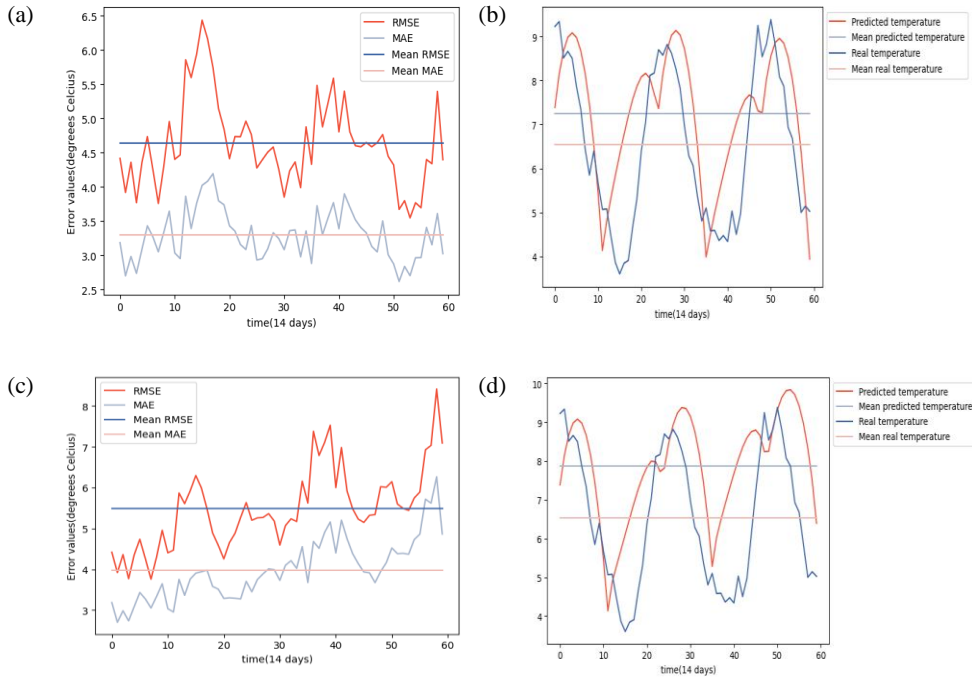 (a)
6.5
6.0
5.5
5.0
4.5
4.0
3.5
3.0
2.5
Error values(degreees Celcius)
RMSE
MAE
Mean RMSE
Mean MAE
0 10 20 30 40 50 60
time(14 days)
(b)
9
8
7
6
5
4
Predicted temperature
Mean predicted temperature
Real temperature
Mean real temperature
0 10 20 30 40 50 60
time(14 days)
(c)
8
7
6
5
4
3
Error values(degreees Celcius)
RMSE
MAE
Mean RMSE
Mean MAE
0 10 20 30 40 50 60
time(14 days)
(d)
10
9
8
7
6
5
4
Predicted temperature
Mean predicted temperature
Real temperature
Mean real temperature
0 10 20 30 40 50 60
time(14 days)